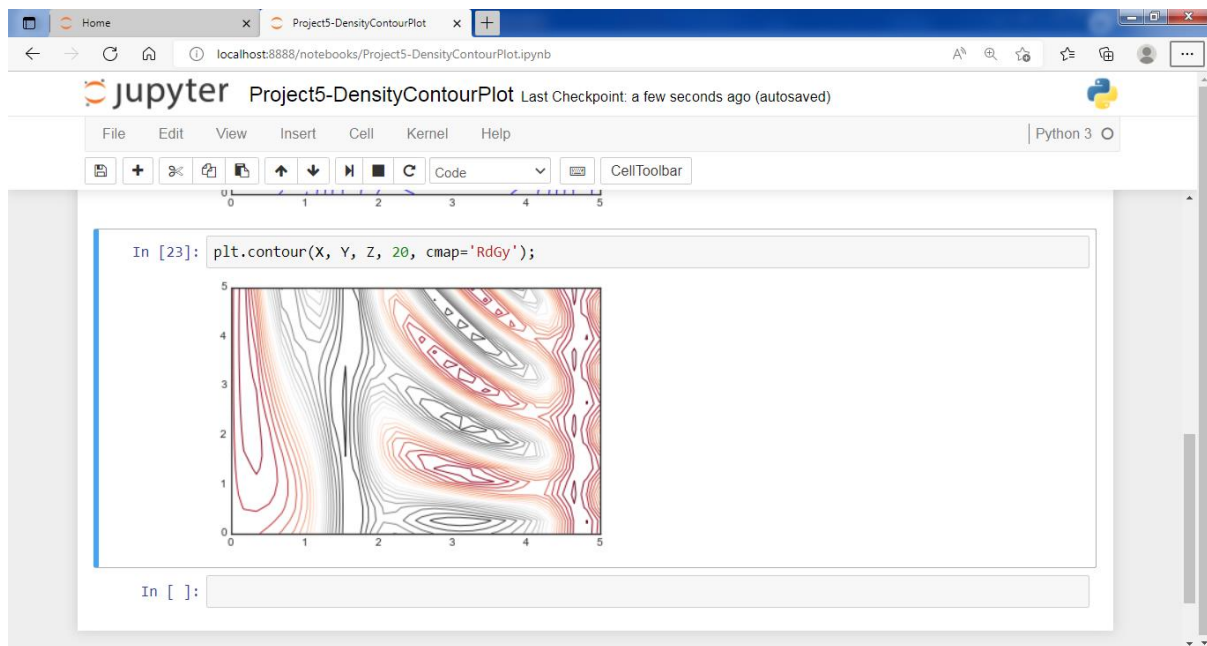 Home
Project5-DensityContourPlot
localhost:8888/notebooks/Project5-DensityContourPlot.ipynb
jupyter Project5-DensityContourPlot Last Checkpoint: a few seconds ago (autosaved)
File Edit View Insert Cell Kernel Help Python 3
Code CellToolbar
0
0 1 2 3 4 5
In [23]: plt.contour(X, Y, Z, 20, cmap='RdGy');
5
4
3
2
1
0
0 1 2 3 4 5
In [ ]: